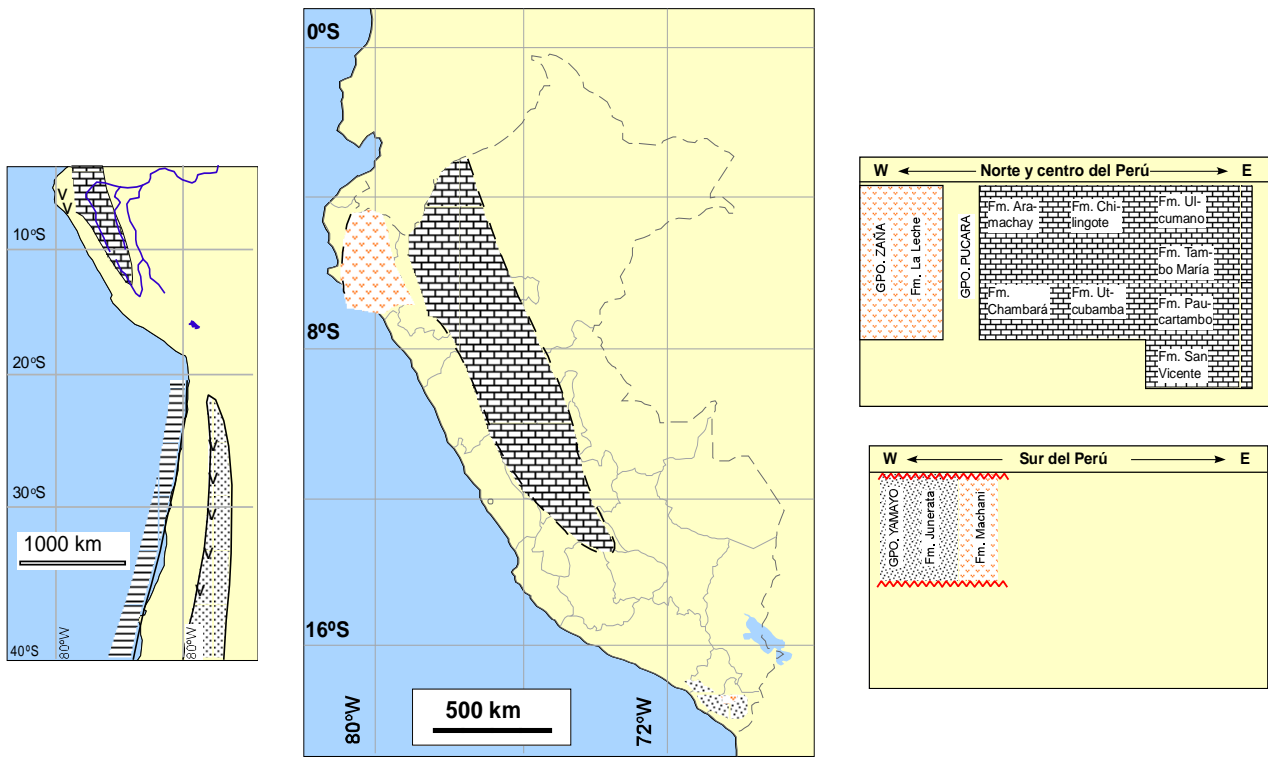 10ºS
20ºS
30ºS
1000 km
40ºS
80ºW
80ºW
V
V
V
V
V
V
V
0ºS
8ºS
16ºS
80ºW
72ºW
500 km
W Norte y centro del Perú E
GPO. ZAÑA
Fm. La Leche
GPO. PUCARA
Fm. Ara-
machay
Fm. Chi-
lingote
Fm. Ul-
cumano
Fm. Tam-
bo María
Fm.
Chambará
Fm. Ut-
cubamba
Fm. Pau-
cartambo
Fm. San
Vicente
W Sur del Perú E
GPO. YAMAYO
Fm. Junerata
Fm. Machani